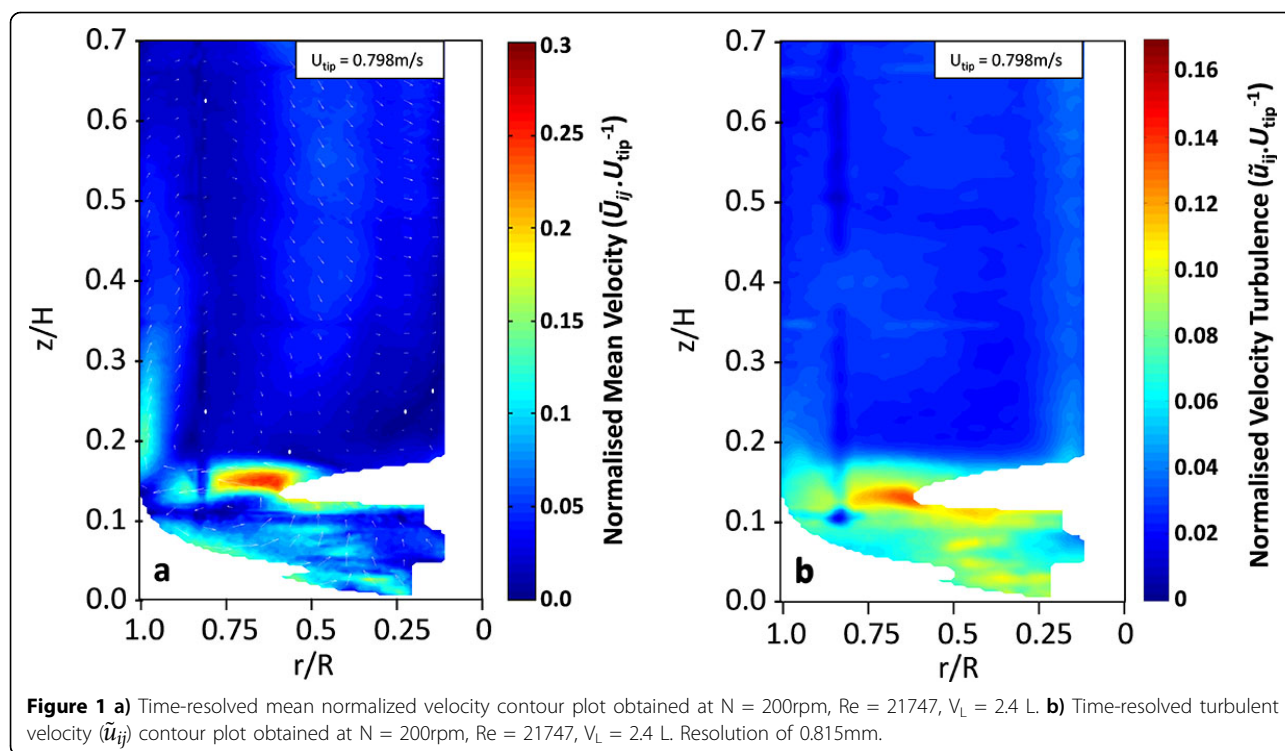 0.7
0.6
0.5
0.4
0.3
0.2
0.1
0.0
z/H
1.0 0.75 0.5 0.25 0
r/R
U_tip = 0.798m/s
a
0.3
0.25
0.20
0.15
0.10
0.05
0.0
Normalised Mean Velocity (Ū_ij.U_tip^-1)
0.7
0.6
0.5
0.4
0.3
0.2
0.1
0.0
z/H
1.0 0.75 0.5 0.25 0
r/R
U_tip = 0.798m/s
b
0.16
0.14
0.12
0.10
0.08
0.06
0.04
0.02
0
Normalised Velocity Turbulence (ũ_ij.U_tip^-1)
Figure 1 a) Time-resolved mean normalized velocity contour plot obtained at N = 200rpm, Re = 21747, V_L = 2.4 L. b) Time-resolved turbulent
velocity (ũ_ij) contour plot obtained at N = 200rpm, Re = 21747, V_L = 2.4 L. Resolution of 0.815mm.